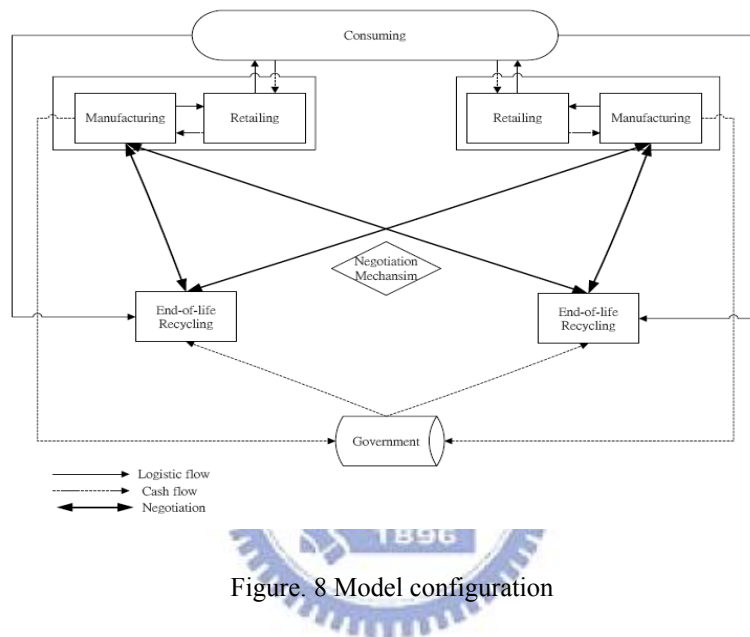 Consuming
Manufacturing
Retailing
Retailing
Manufacturing
Negotiation
Mechansim
End-of-life
Recycling
End-of-life
Recycling
Government
Logistic flow
Cash flow
Negotiation
1896
Figure. 8 Model configuration